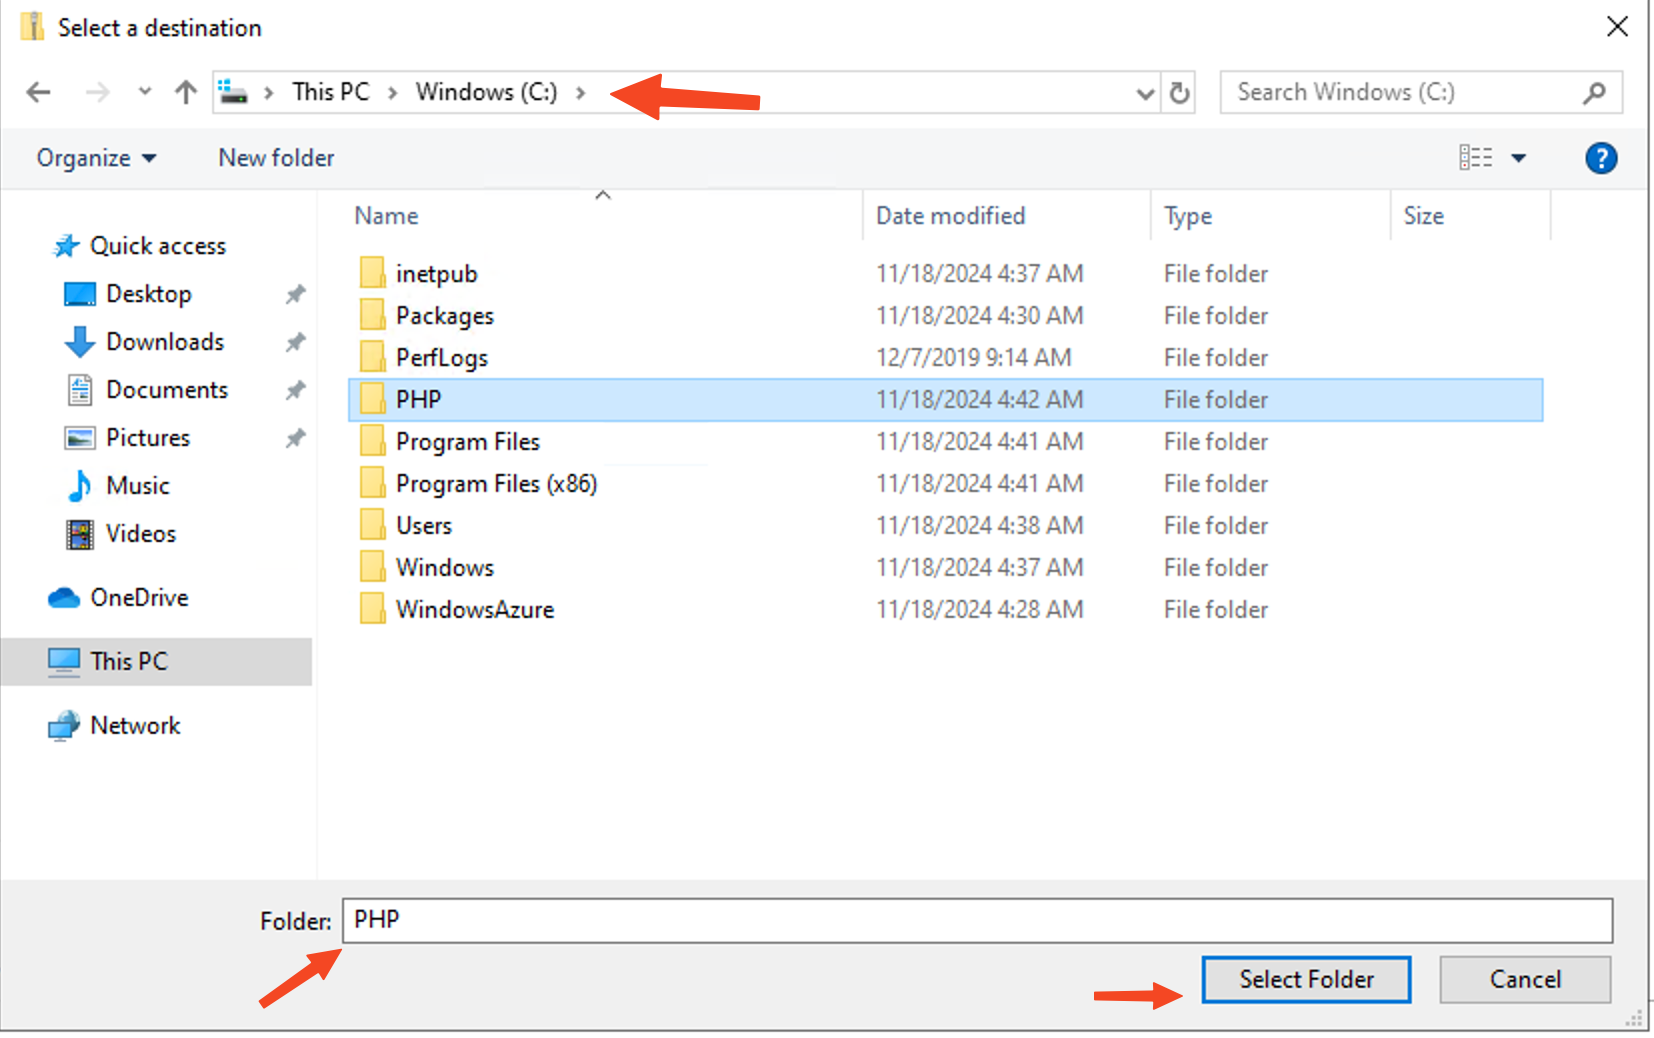 Select a destination
This PC > Windows (C:) >
Search Windows (C:)
Organize
New folder
?
Name
Date modified
Type
Size
Quick access
Desktop
Downloads
Documents
Pictures
Music
Videos
OneDrive
This PC
Network
inetpub 11/18/2024 4:37 AM File folder
Packages 11/18/2024 4:30 AM File folder
PerfLogs 12/7/2019 9:14 AM File folder
PHP 11/18/2024 4:42 AM File folder
Program Files 11/18/2024 4:41 AM File folder
Program Files (x86) 11/18/2024 4:41 AM File folder
Users 11/18/2024 4:38 AM File folder
Windows 11/18/2024 4:37 AM File folder
WindowsAzure 11/18/2024 4:28 AM File folder
Folder: PHP
Select Folder
Cancel